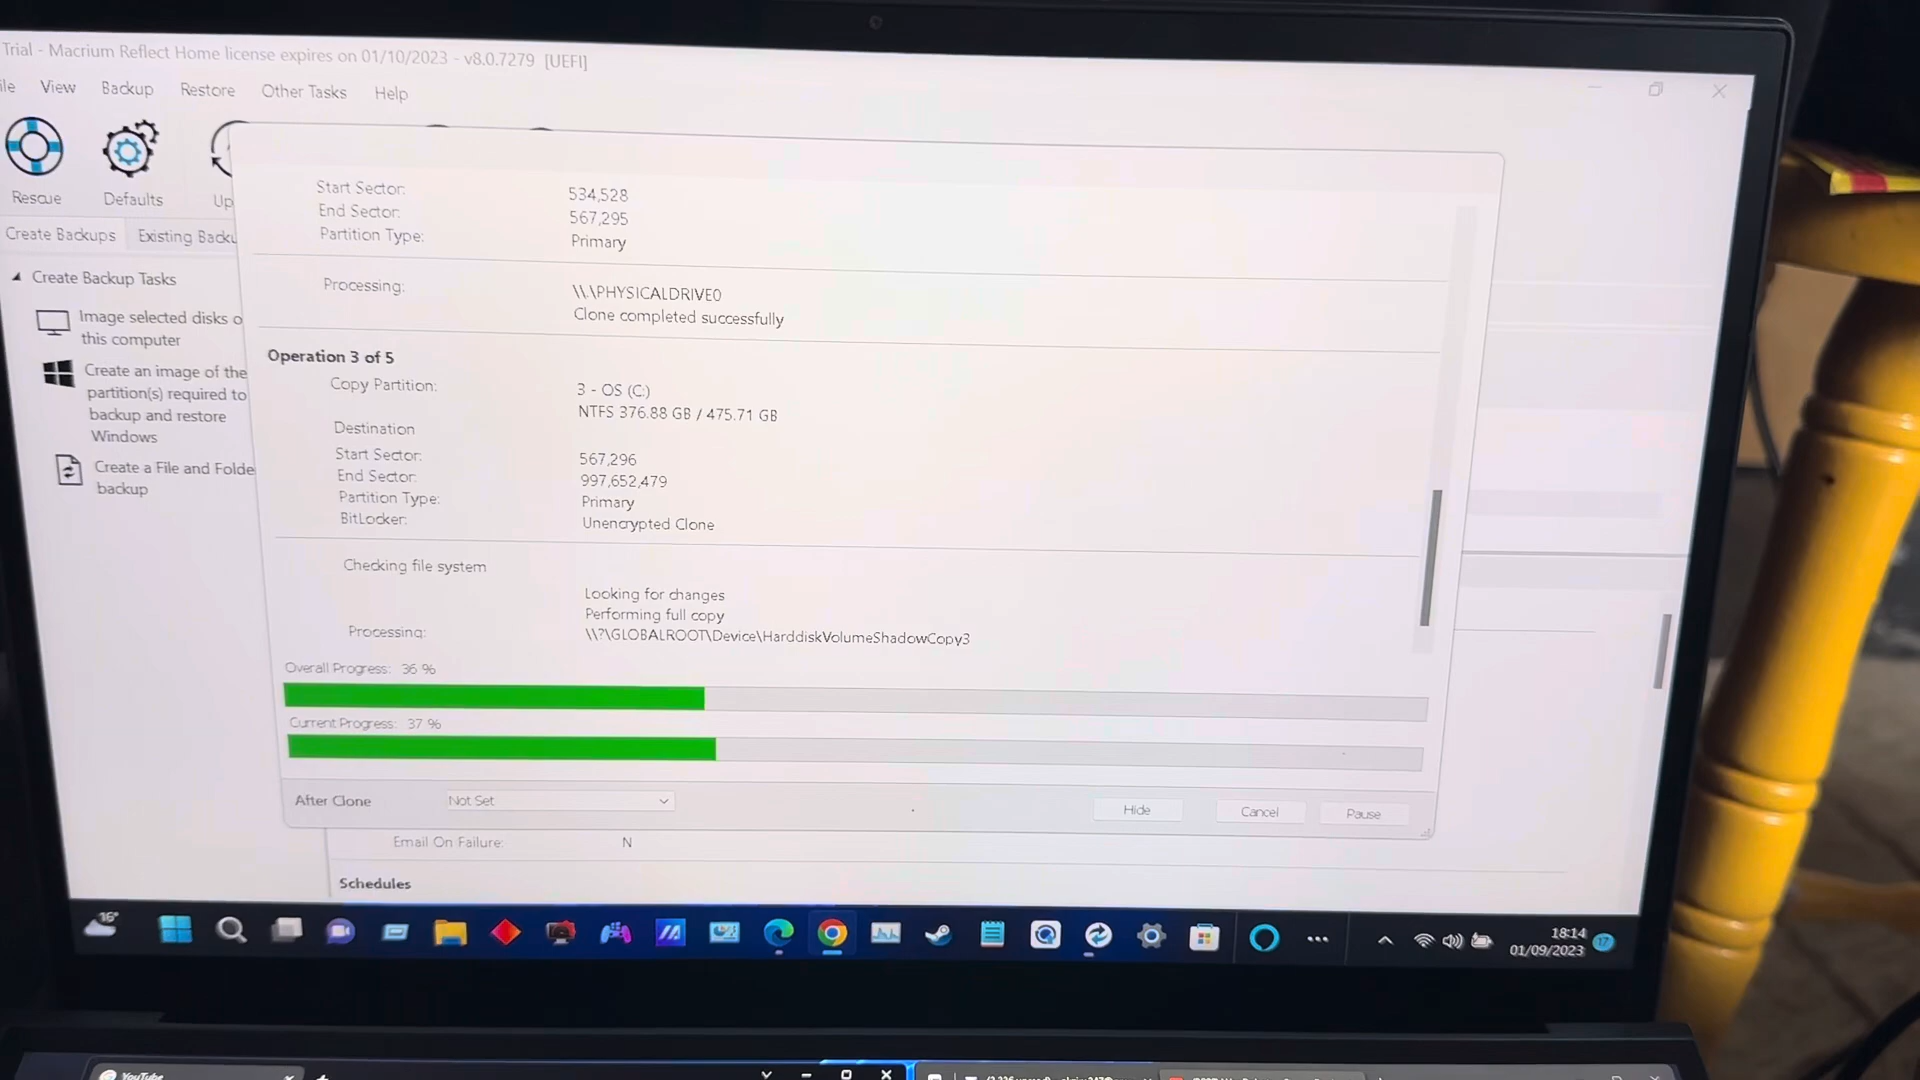 Trial - Macrium Reflect Home license expires on 01/10/2023 - v8.0.7279 [UEFI]
ile View Backup Restore Other Tasks Help
Rescue Defaults Up
Create Backups Existing Backu
Create Backup Tasks
Image selected disks o
this computer
Create an image of the
partition(s) required to
backup and restore
Windows
Create a File and Folde
backup
Start Sector: 534,528
End Sector: 567,295
Partition Type: Primary
Processing: \\.\PHYSICALDRIVE0
Clone completed successfully
Operation 3 of 5
Copy Partition: 3 - OS (C:)
NTFS 376.88 GB / 475.71 GB
Destination
Start Sector: 567,296
End Sector: 997,652,479
Partition Type: Primary
BitLocker: Unencrypted Clone
Checking file system
Looking for changes
Performing full copy
Processing: \\?\GLOBALROOT\Device\HarddiskVolumeShadowCopy3
Overall Progress: 36 %
Current Progress: 37 %
After Clone Not Set Hide Cancel Pause
Email On Failure: N
Schedules
16°
18:14
01/09/2023 17
YouTube